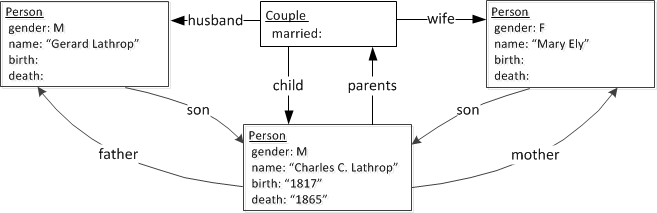 Person
gender: M
name: “Gerard Lathrop”
birth:
death:
husband
Couple
married:
wife
Person
gender: F
name: “Mary Ely”
birth:
death:
child
parents
son
son
father
mother
Person
gender: M
name: “Charles C. Lathrop”
birth: “1817”
death: “1865”